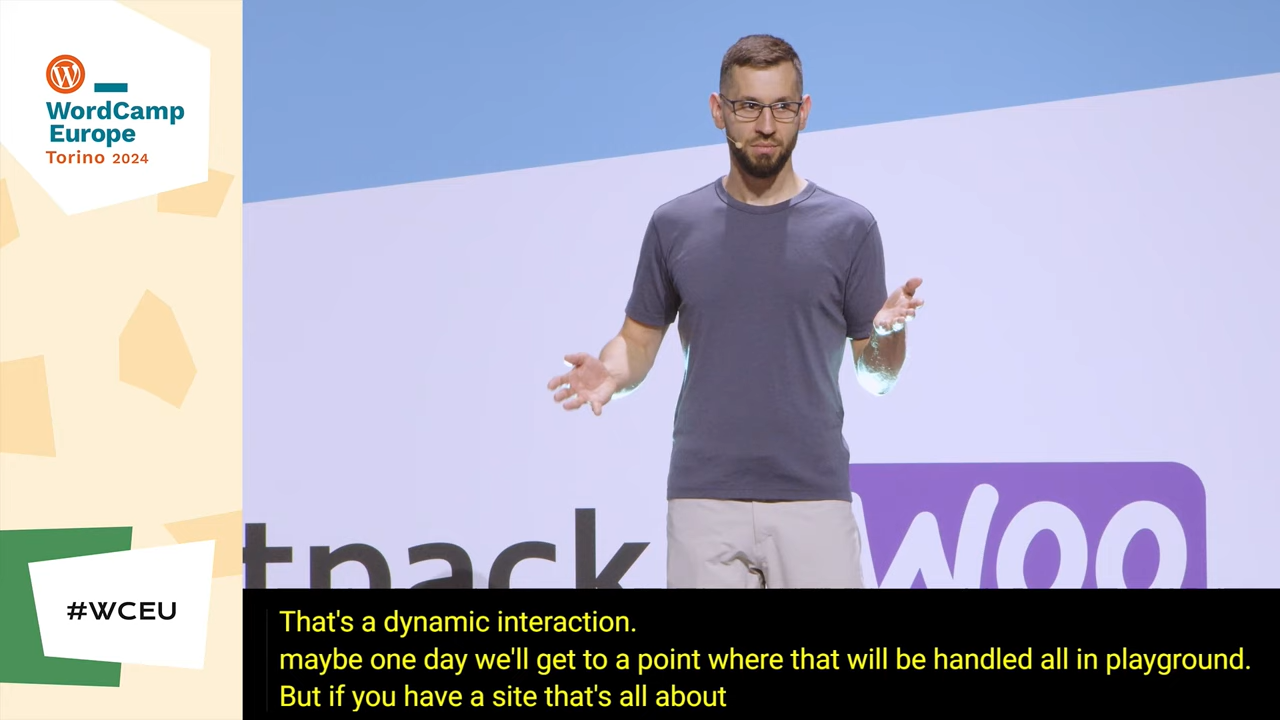 WordCamp
Europe
Torino 2024
#WCEU
tpack
Woo
That's a dynamic interaction.
maybe one day we'll get to a point where that will be handled all in playground.
But if you have a site that's all about